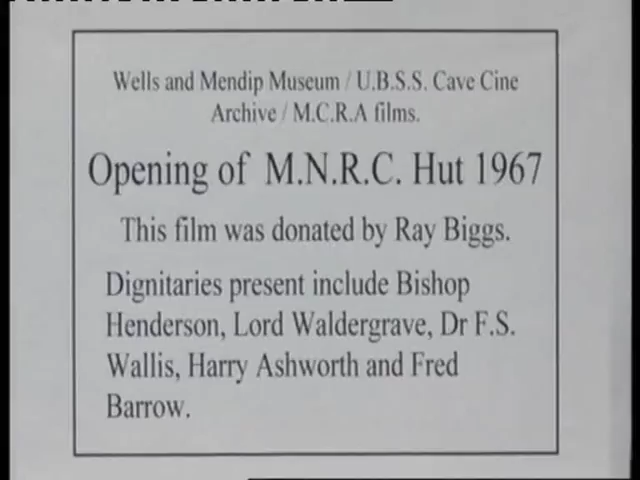 Wells and Mendip Museum / U.B.S.S. Cave Cine
Archive / M.C.R.A films.
Opening of M.N.R.C. Hut 1967
This film was donated by Ray Biggs.
Dignitaries present include Bishop
Henderson, Lord Waldergrave, Dr F.S.
Wallis, Harry Ashworth and Fred
Barrow.